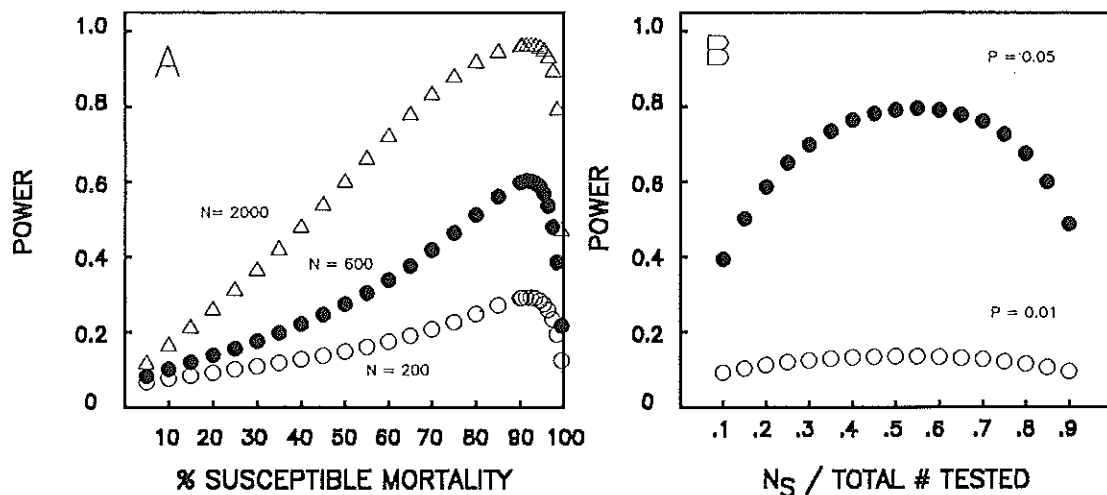 A
1.0
0.8
0.6
0.4
0.2
0
POWER
N= 2000
N = 600
N = 200
10 20 30 40 50 60 70 80 90 100
% SUSCEPTIBLE MORTALITY
B
1.0
0.8
0.6
0.4
0.2
0
POWER
P = 0.05
P = 0.01
.1 .2 .3 .4 .5 .6 .7 .8 .9
NS / TOTAL # TESTED